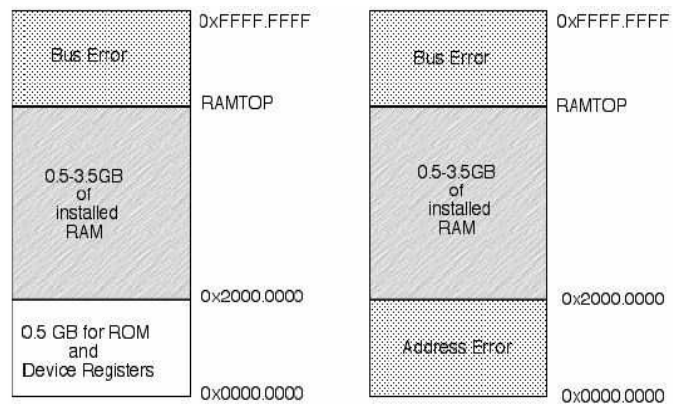 0xFFFF.FFFF
Bus Error
RAMTOP
0.5-3.5GB
of
installed
RAM
0x2000.0000
0.5 GB for ROM
and
Device Registers
0x0000.0000
0xFFFF.FFFF
Bus Error
RAMTOP
0.5-3.5GB
of
installed
RAM
0x2000.0000
Address Error
0x0000.0000